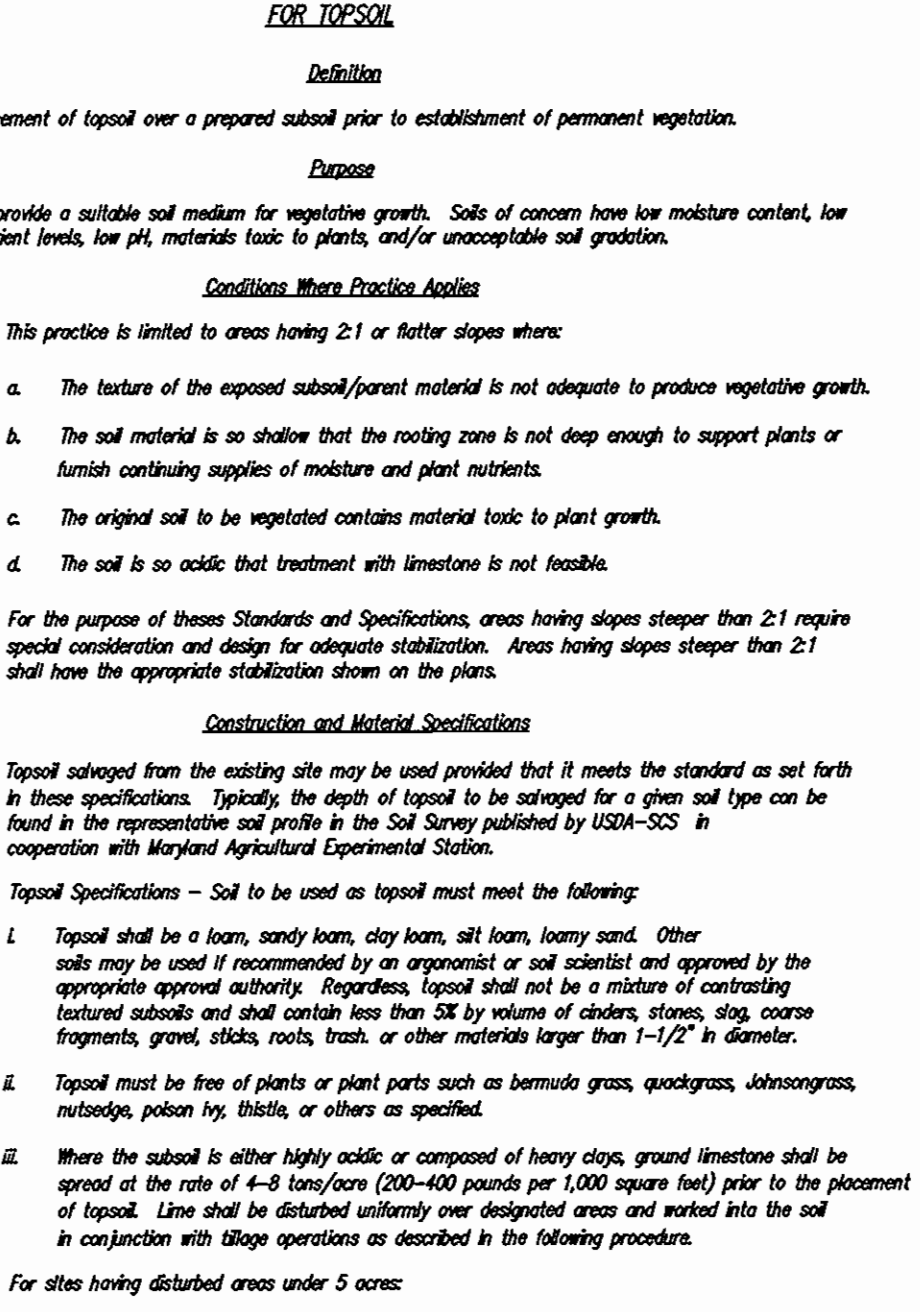 FOR TOPSOIL
Definition
ement of topsoil over a prepared subsoil prior to establishment of permanent vegetation.
Purpose
provide a suitable soil medium for vegetative growth. Soils of concern have low moisture content, low
ient levels, low pH, materials toxic to plants, and/or unacceptable soil gradation.
Conditions Where Practice Applies
This practice is limited to areas having 2:1 or flatter slopes where:
a. The texture of the exposed subsoil/parent material is not adequate to produce vegetative growth.
b. The soil material is so shallow that the rooting zone is not deep enough to support plants or
furnish continuing supplies of moisture and plant nutrients.
c. The original soil to be vegetated contains material toxic to plant growth.
d. The soil is so acidic that treatment with limestone is not feasible.
For the purpose of theses Standards and Specifications, areas having slopes steeper than 2:1 require
special consideration and design for adequate stabilization. Areas having slopes steeper than 2:1
shall have the appropriate stabilization shown on the plans.
Construction and Material Specifications
Topsoil salvaged from the existing site may be used provided that it meets the standard as set forth
in these specifications. Typically, the depth of topsoil to be salvaged for a given soil type can be
found in the representative soil profile in the Soil Survey published by USDA-SCS in
cooperation with Maryland Agricultural Experimental Station.
Topsoil Specifications – Soil to be used as topsoil must meet the following:
i. Topsoil shall be a loam, sandy loam, clay loam, silt loam, loamy sand. Other
soils may be used if recommended by an argonomist or soil scientist and approved by the
appropriate approval authority. Regardless, topsoil shall not be a mixture of contrasting
textured subsoils and shall contain less than 5% by volume of cinders, stones, slag, coarse
fragments, gravel, sticks, roots, trash. or other materials larger than 1-1/2" in diameter.
ii. Topsoil must be free of plants or plant parts such as bermuda grass, quackgrass, Johnsongrass,
nutsedge, poison ivy, thistle, or others as specified.
iii. Where the subsoil is either highly acidic or composed of heavy clays, ground limestone shall be
spread at the rate of 4-8 tons/acre (200-400 pounds per 1,000 square feet) prior to the placement
of topsoil. Lime shall be disturbed uniformly over designated areas and worked into the soil
in conjunction with tillage operations as described in the following procedure.
For sites having disturbed areas under 5 acres: